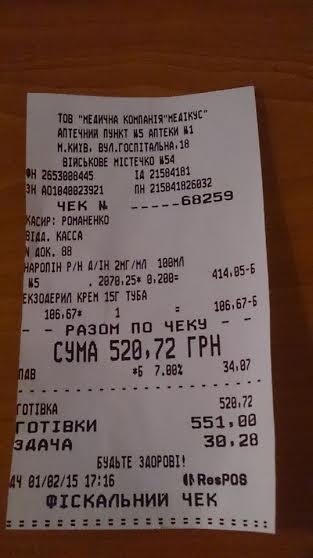 ТОВ "МЕДИЧНА КОМПАНІЯ"МЕДІКУС"
АПТЕЧНИЙ ПУНКТ №5 АПТЕКИ №1
М.КИЇВ, ВУЛ.ГОСПІТАЛЬНА,18
ВІЙСЬКОВЕ МІСТЕЧКО №54
ФН 2653008445 ІД 21584181
ЗН АО1040023921 ПН 215841826032
ЧЕК № _____68259
КАСИР: РОМАНЕНКО
ВІДД. КАССА
N ДОК. 88
НАРОПІН Р/Н Д/ІН 2МГ/МЛ 100МЛ
№5 . 2070,25* 0,200= 414,05-Б
ЕКЗОДЕРИЛ КРЕМ 15Г ТУБА
106,67* 1 = 106,67-Б
- - РАЗОМ ПО ЧЕКУ - -
СУМА 520,72 ГРН
ПДВ *Б 7,00% 34,07
ГОТІВКА 520,72
ГОТІВКИ 551,00
ЗДАЧА 30,28
БУДЬТЕ ЗДОРОВІ!
ДЧ 01/02/15 17:16 ResPOS
ФІСКАЛЬНИЙ ЧЕК